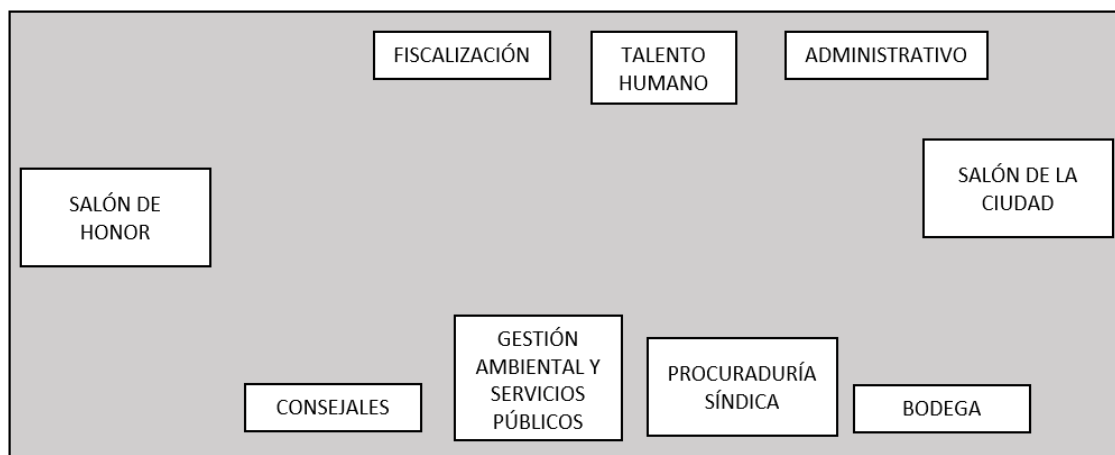 FISCALIZACIÓN
TALENTO
HUMANO
ADMINISTRATIVO
SALÓN DE
HONOR
SALÓN DE LA
CIUDAD
CONSEJALES
GESTIÓN
AMBIENTAL Y
SERVICIOS
PÚBLICOS
PROCURADURÍA
SÍNDICA
BODEGA